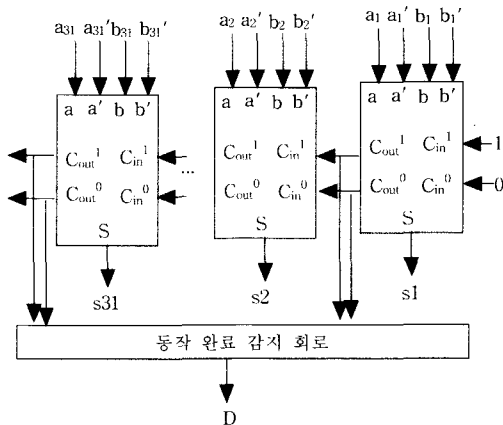 a31 a31' b31 b31'
a2 a2' b2 b2'
a1 a1' b1 b1'
a a' b b'
a a' b b'
a a' b b'
Cout1 Cin1
Cout0 Cin0
S
...
Cout1 Cin1
Cout0 Cin0
S
Cout1 Cin1
Cout0 Cin0
S
1
0
s31
s2
s1
동작 완료 감지 회로
D